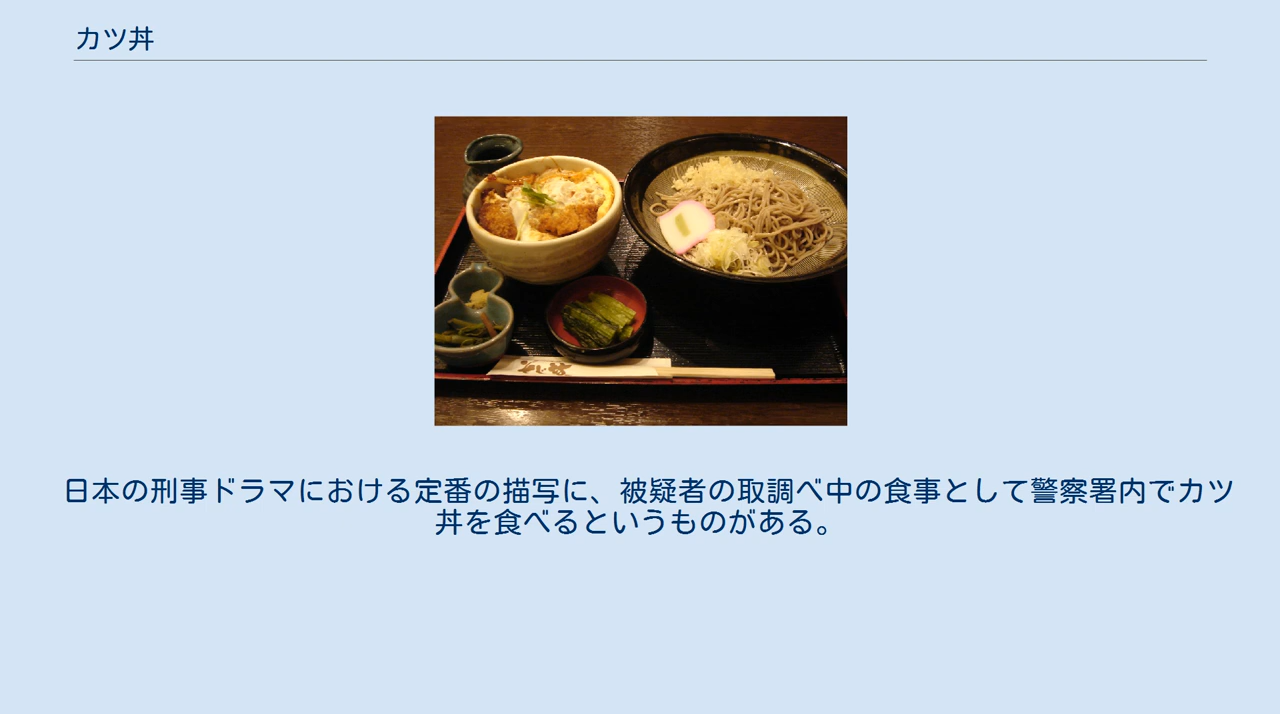 カツ丼
日本の刑事ドラマにおける定番の描写に、被疑者の取調べ中の食事として警察署内でカツ
丼を食べるというものがある。